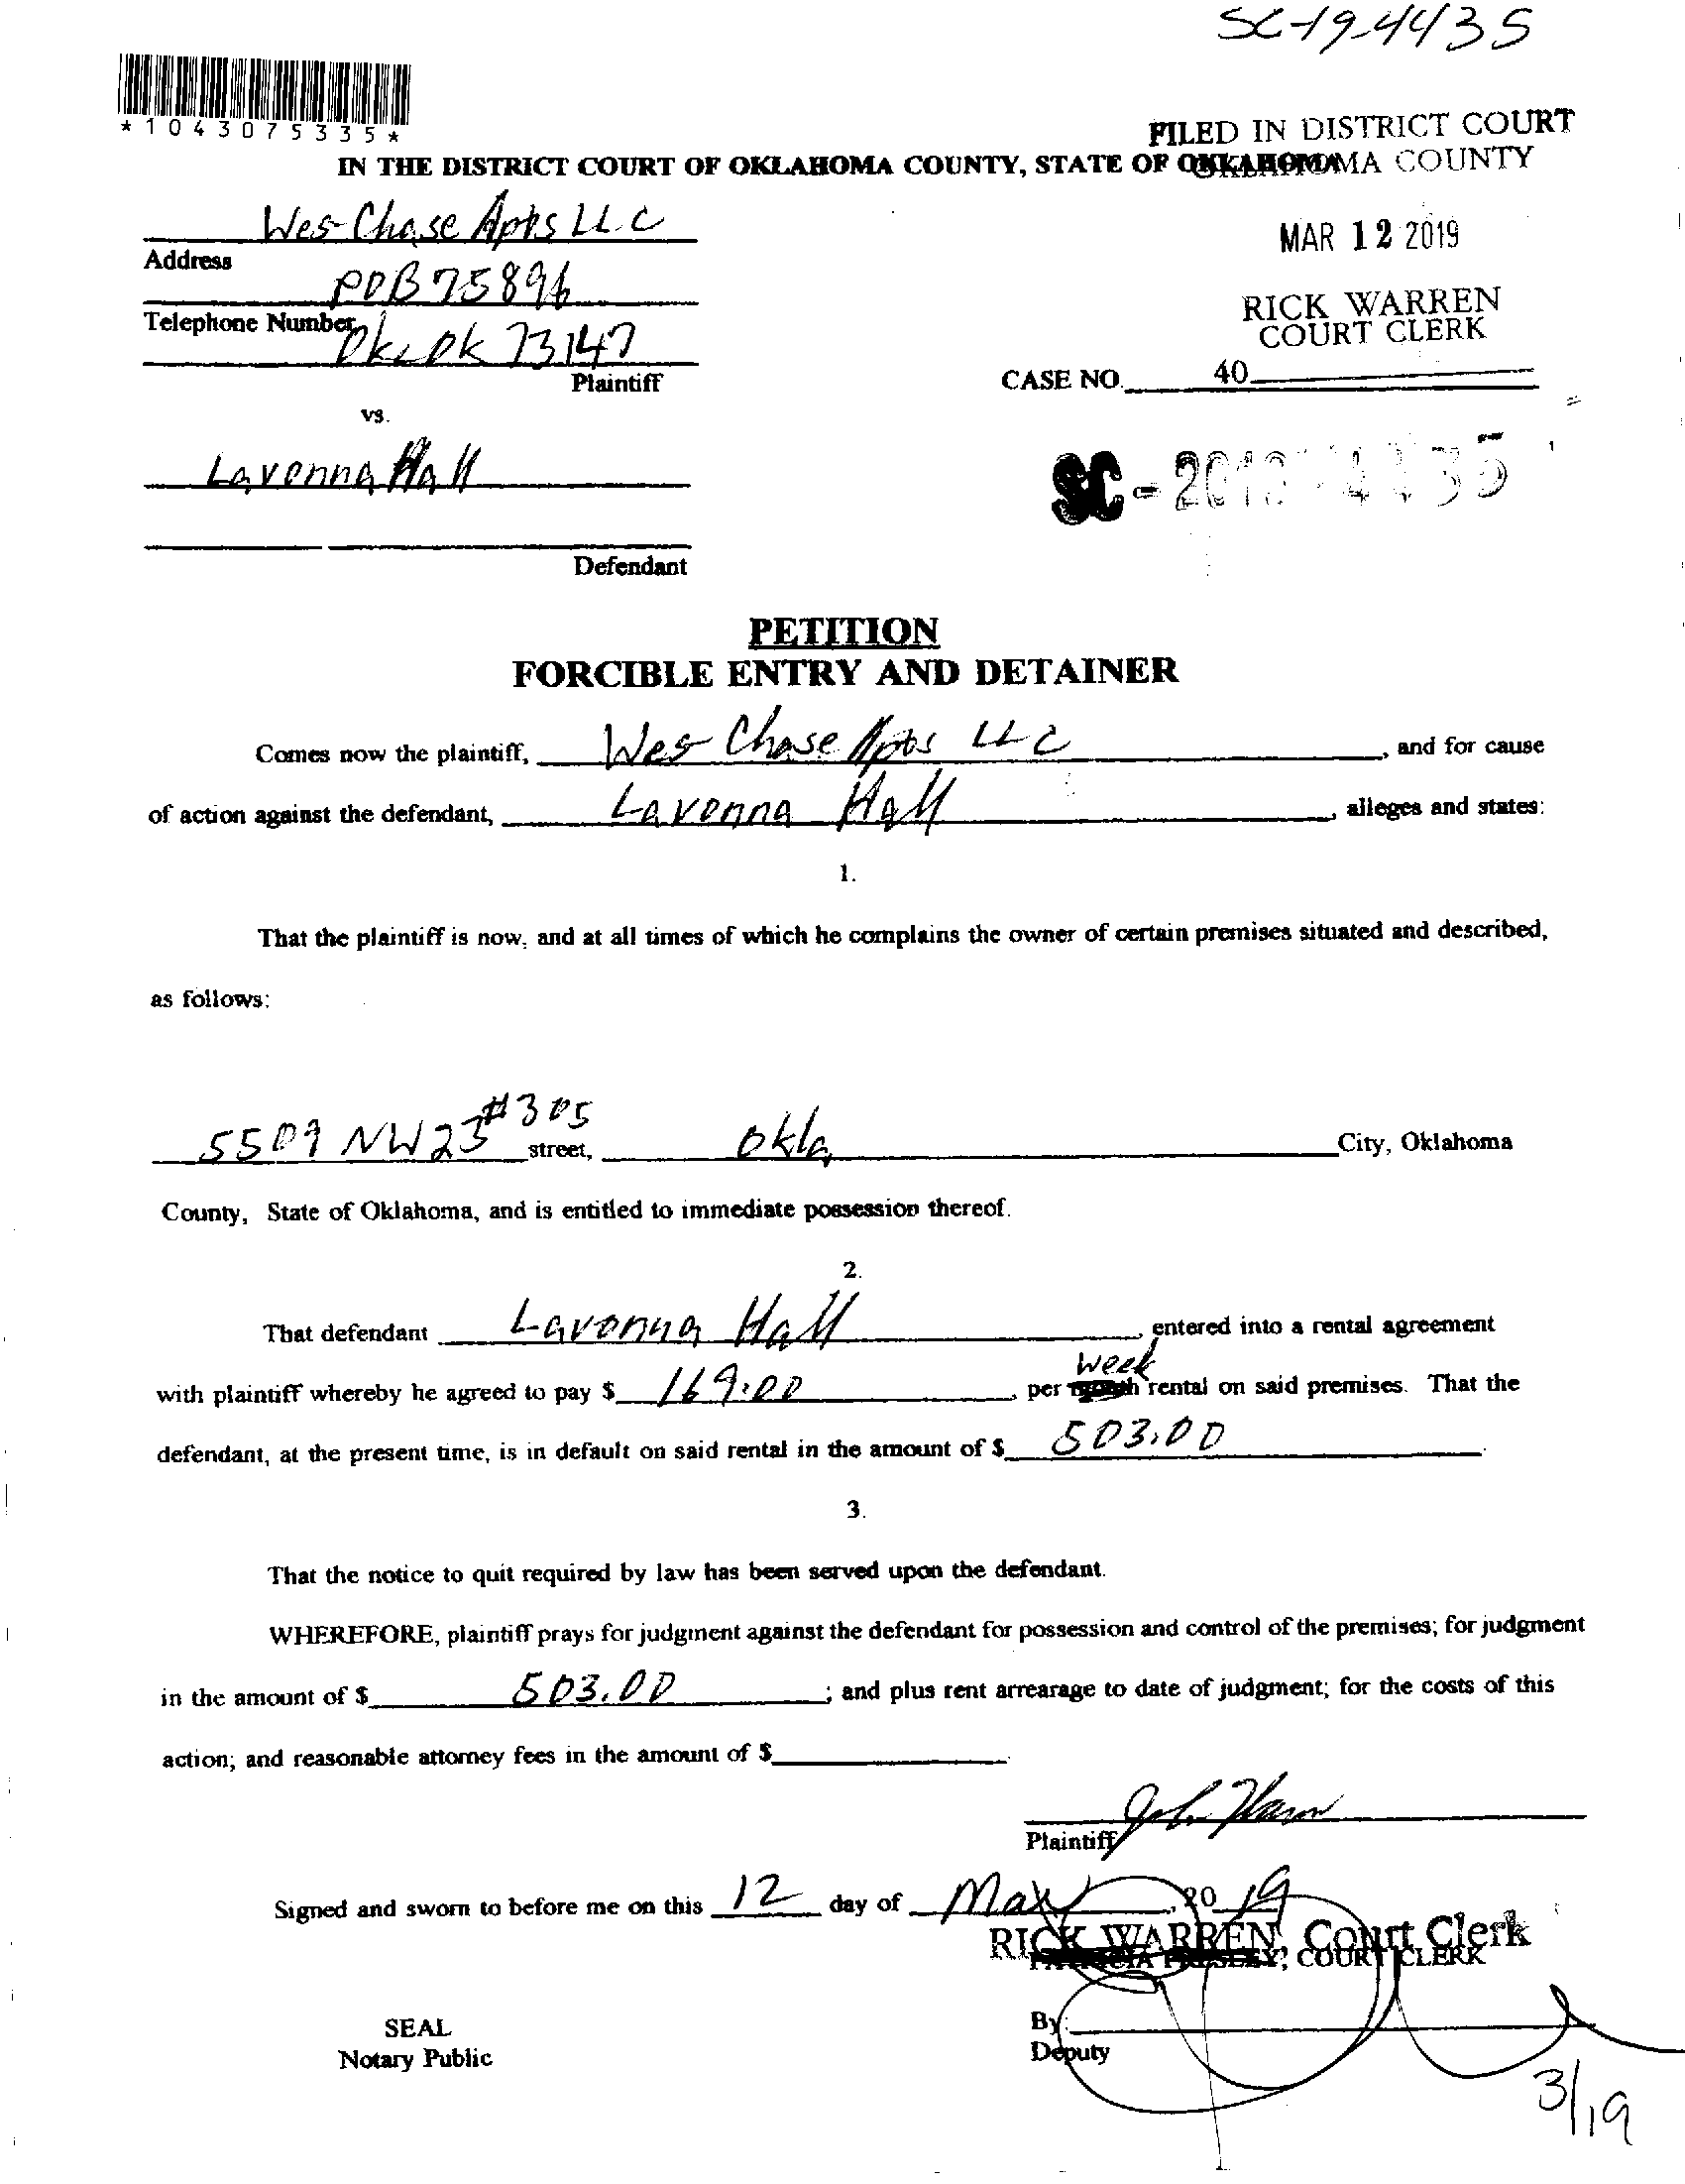 SC-19-4435
*1043075335*
FILED IN DISTRICT COURT
IN THE DISTRICT COURT OF OKLAHOMA COUNTY, STATE OF OKLAHOMA COUNTY
Wes Chase Apts LLC
MAR 12 2019
Address
POB 75896
RICK WARREN
Telephone Number
COURT CLERK
Okc Ok 73147
Plaintiff
CASE NO. 40
vs.
Lavonna Hall
SC - 2019 - 4435
Defendant
PETITION
FORCIBLE ENTRY AND DETAINER
Comes now the plaintiff, Wes Chase Apts LLC, and for cause
of action against the defendant, Lavonna Hall, alleges and states:
1.
That the plaintiff is now, and at all times of which he complains the owner of certain premises situated and described,
as follows:
5509 NW 23 #305 street, Okla City, Oklahoma
County, State of Oklahoma, and is entitled to immediate possession thereof.
2.
That defendant Lavonna Hall, entered into a rental agreement
with plaintiff whereby he agreed to pay $ 169.00, per week rental on said premises. That the
defendant, at the present time, is in default on said rental in the amount of $ 503.00.
3.
That the notice to quit required by law has been served upon the defendant.
WHEREFORE, plaintiff prays for judgment against the defendant for possession and control of the premises; for judgment
in the amount of $ 503.00; and plus rent arrearage to date of judgment; for the costs of this
action; and reasonable attorney fees in the amount of $
Plaintiff
Signed and sworn to before me on this 12 day of Mar, 20 19
RICK WARREN, Court Clerk
PATRICIA PRESLEY, COURT CLERK
By:
SEAL
Deputy
Notary Public
3/19